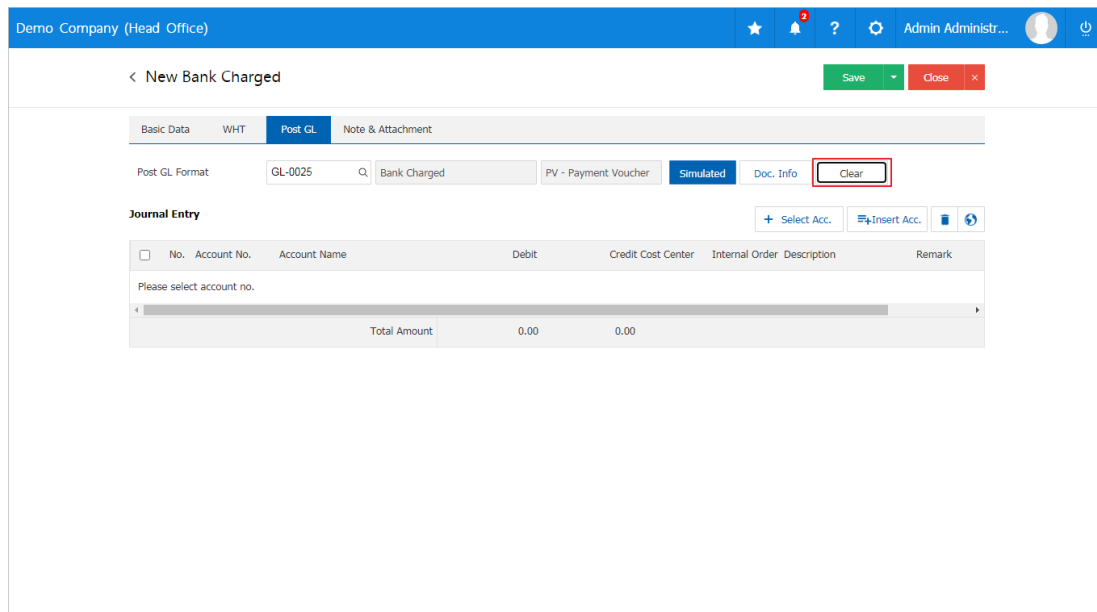 Demo Company (Head Office) 2 ? Admin Administr...
< New Bank Charged Save Close ×
Basic Data WHT Post GL Note & Attachment
Post GL Format GL-0025 Bank Charged PV - Payment Voucher Simulated Doc. Info Clear
Journal Entry + Select Acc. Insert Acc.
No. Account No. Account Name Debit Credit Cost Center Internal Order Description Remark
Please select account no.
Total Amount 0.00 0.00